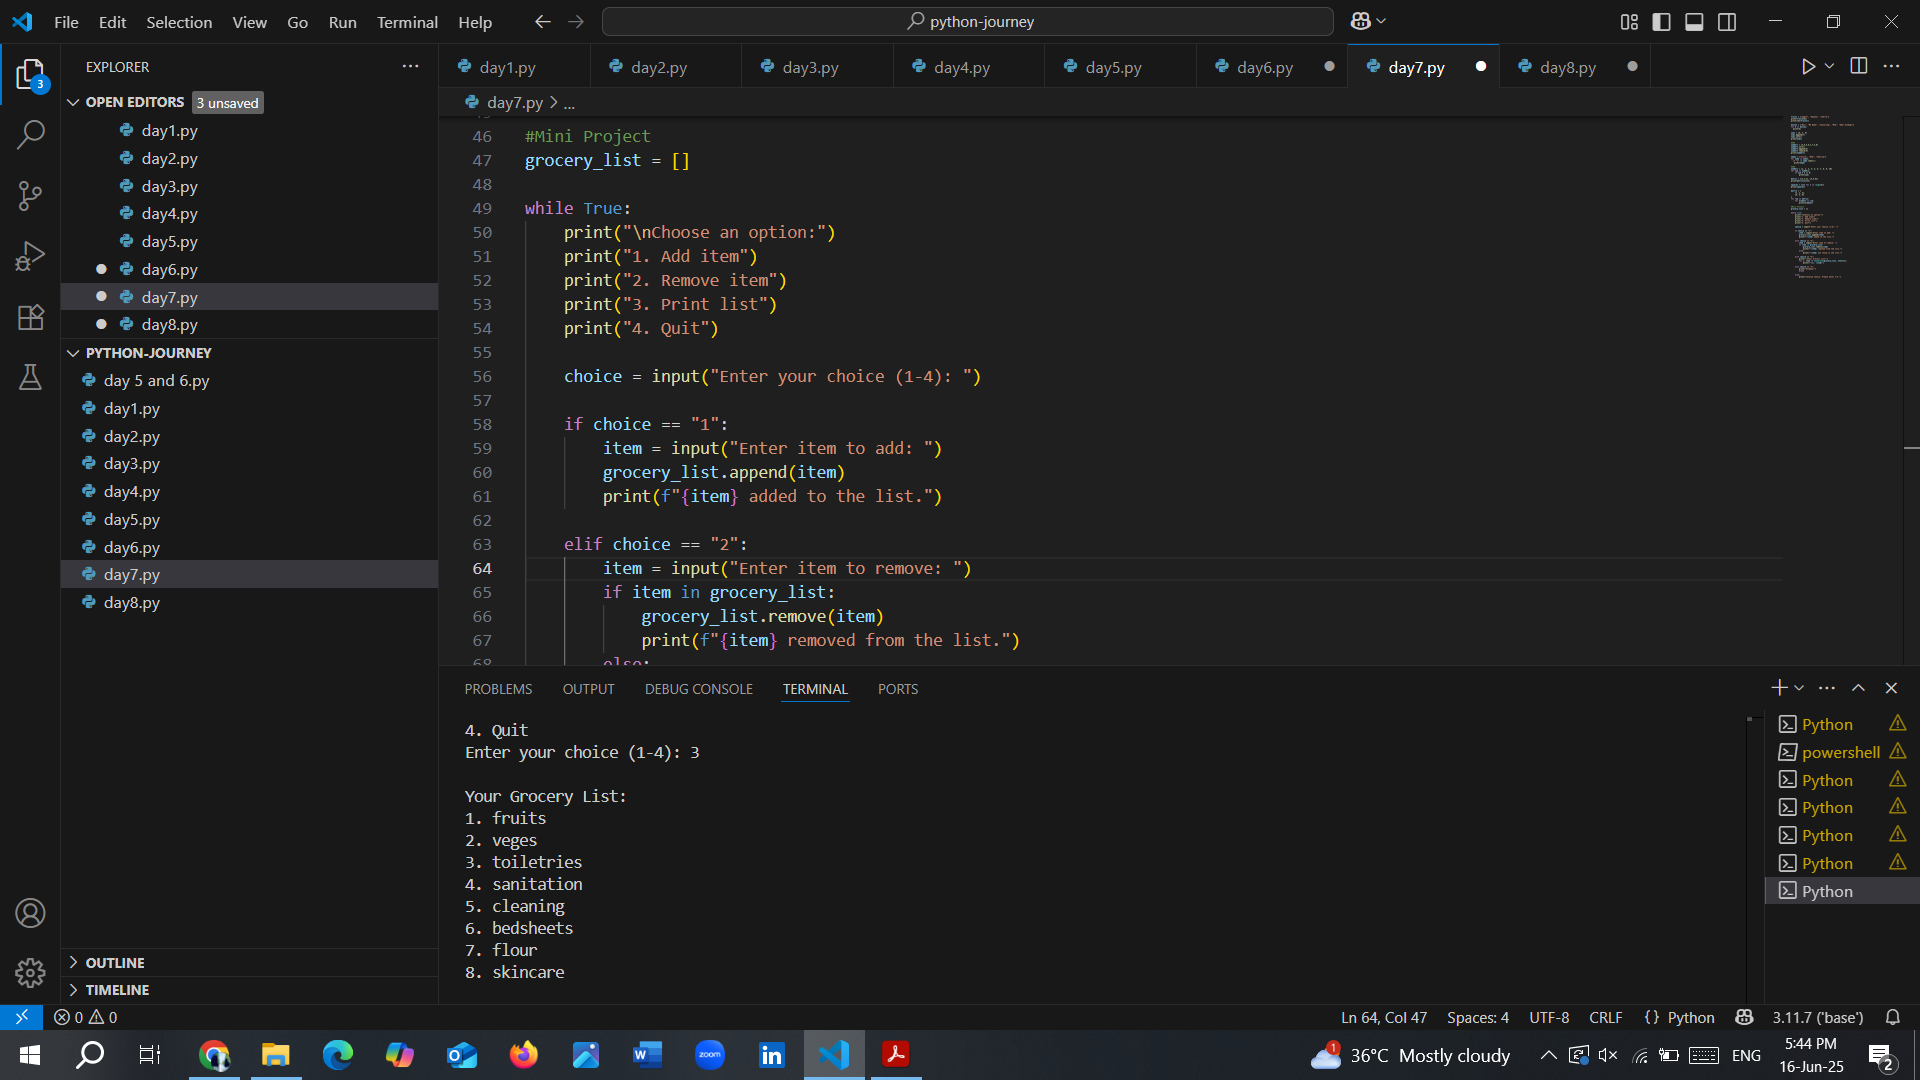 File Edit Selection View Go Run Terminal Help
python-journey
EXPLORER
3
OPEN EDITORS 3 unsaved
day1.py
day2.py
day3.py
day4.py
day5.py
day6.py
day7.py
day8.py
PYTHON-JOURNEY
day 5 and 6.py
day1.py
day2.py
day3.py
day4.py
day5.py
day6.py
day7.py
day8.py
OUTLINE
TIMELINE
day1.py day2.py day3.py day4.py day5.py day6.py day7.py day8.py
day7.py > ...
46 #Mini Project
47 grocery_list = []
48
49 while True:
50 print("\nChoose an option:")
51 print("1. Add item")
52 print("2. Remove item")
53 print("3. Print list")
54 print("4. Quit")
55
56 choice = input("Enter your choice (1-4): ")
57
58 if choice == "1":
59 item = input("Enter item to add: ")
60 grocery_list.append(item)
61 print(f"{item} added to the list.")
62
63 elif choice == "2":
64 item = input("Enter item to remove: ")
65 if item in grocery_list:
66 grocery_list.remove(item)
67 print(f"{item} removed from the list.")
68 else:
PROBLEMS OUTPUT DEBUG CONSOLE TERMINAL PORTS
4. Quit
Enter your choice (1-4): 3
Your Grocery List:
1. fruits
2. veges
3. toiletries
4. sanitation
5. cleaning
6. bedsheets
7. flour
8. skincare
Python
powershell
Python
Python
Python
Python
Python
0 0
Ln 64, Col 47 Spaces: 4 UTF-8 CRLF {} Python 3.11.7 ('base')
zoom
1
36°C Mostly cloudy
ENG
5:44 PM
16-Jun-25
2